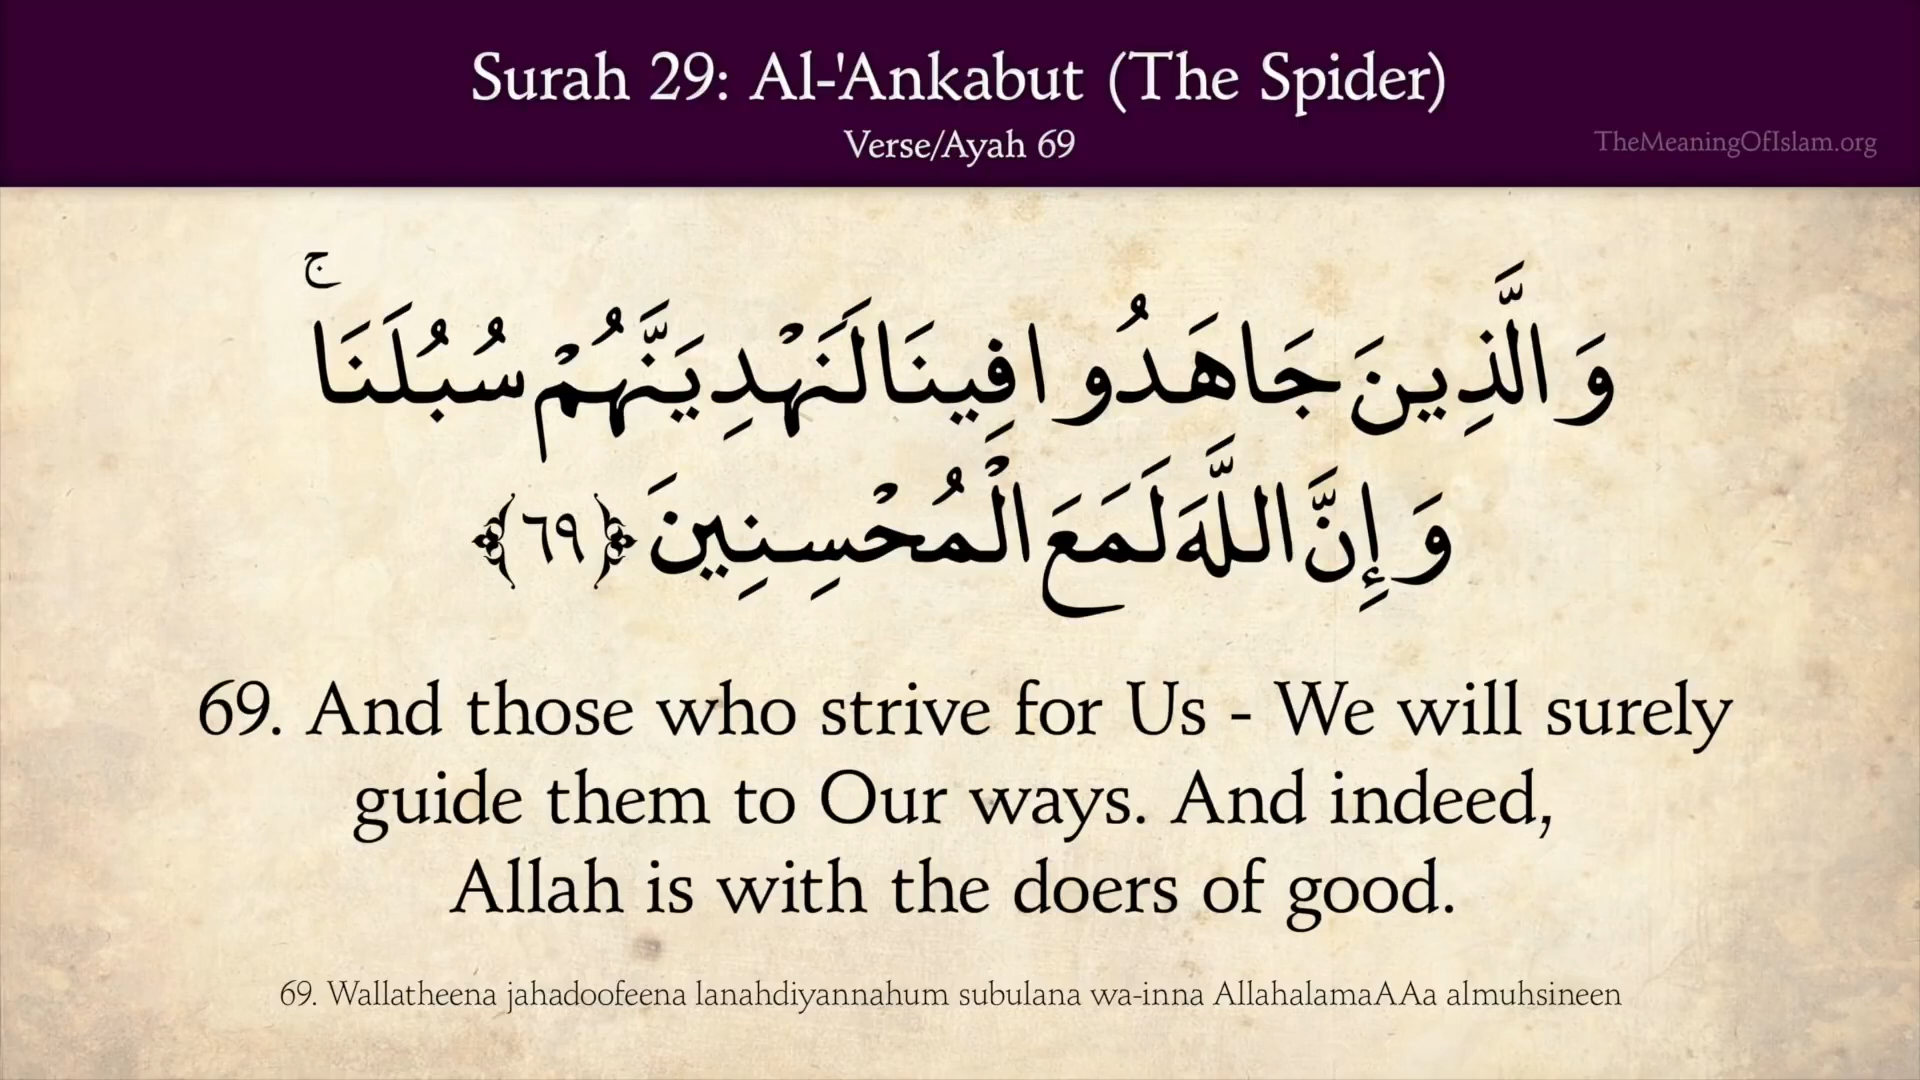 Surah 29: Al-'Ankabut (The Spider)
Verse/Ayah 69
TheMeaningOfIslam.org
وَالَّذِينَ جَاهَدُوا فِينَا لَنَهْدِيَنَّهُمْ سُبُلَنَا ۚ
وَإِنَّ اللَّهَ لَمَعَ الْمُحْسِنِينَ ﴿٦٩﴾
69. And those who strive for Us - We will surely
guide them to Our ways. And indeed,
Allah is with the doers of good.
69. Wallatheena jahadoofeena lanahdiyannahum subulana wa-inna AllahalamaAAa almuhsineen